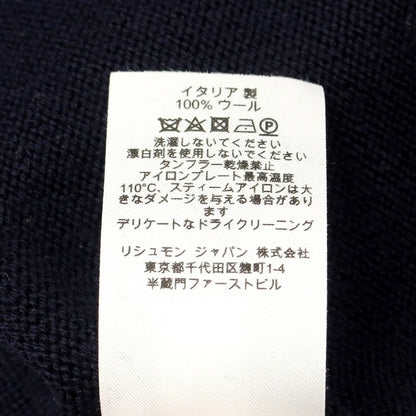 イタリア 製
100% ウール
洗濯しないてください
漂白剤を使用しないでください
タンフラー乾燥禁止
アイロンプレート最高温度
110°C、スティームアイロンは大
きなダメージを与える場合があり
ます
デリケートなドライクリーニング
リシュモン ジャパン 株式会社
東京都千代田区麹町1-4
半蔵門ファーストビル